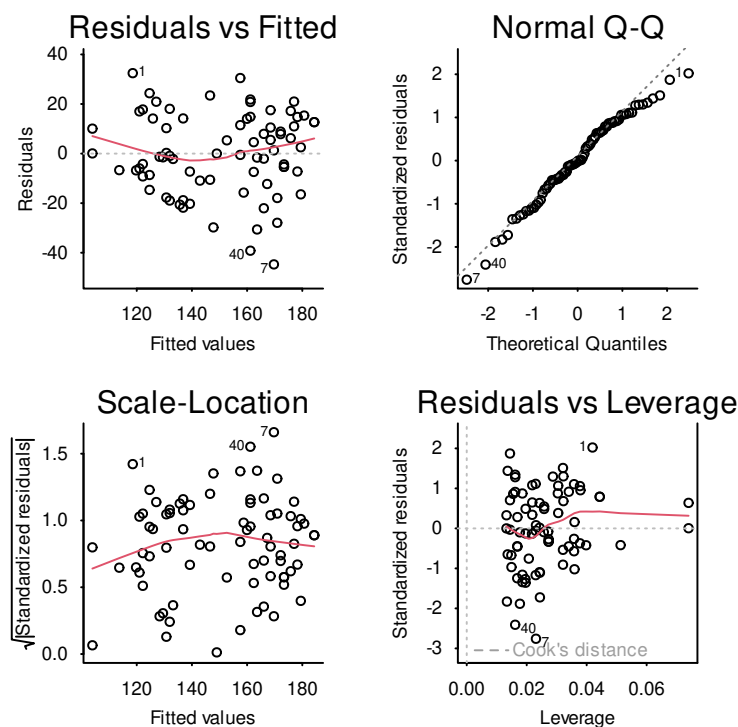 Residuals vs Fitted
Residuals
40
20
0
-20
-40
1
40
7
120 140 160 180
Fitted values
Normal Q-Q
Standardized residuals
2
1
0
-1
-2
1
40
7
-2 -1 0 1 2
Theoretical Quantiles
Scale-Location
√|Standardized residuals|
1.5
1.0
0.5
0.0
7
40
1
120 140 160 180
Fitted values
Residuals vs Leverage
Standardized residuals
2
1
0
-1
-2
-3
1
40
7
Cook's distance
0.00 0.02 0.04 0.06
Leverage